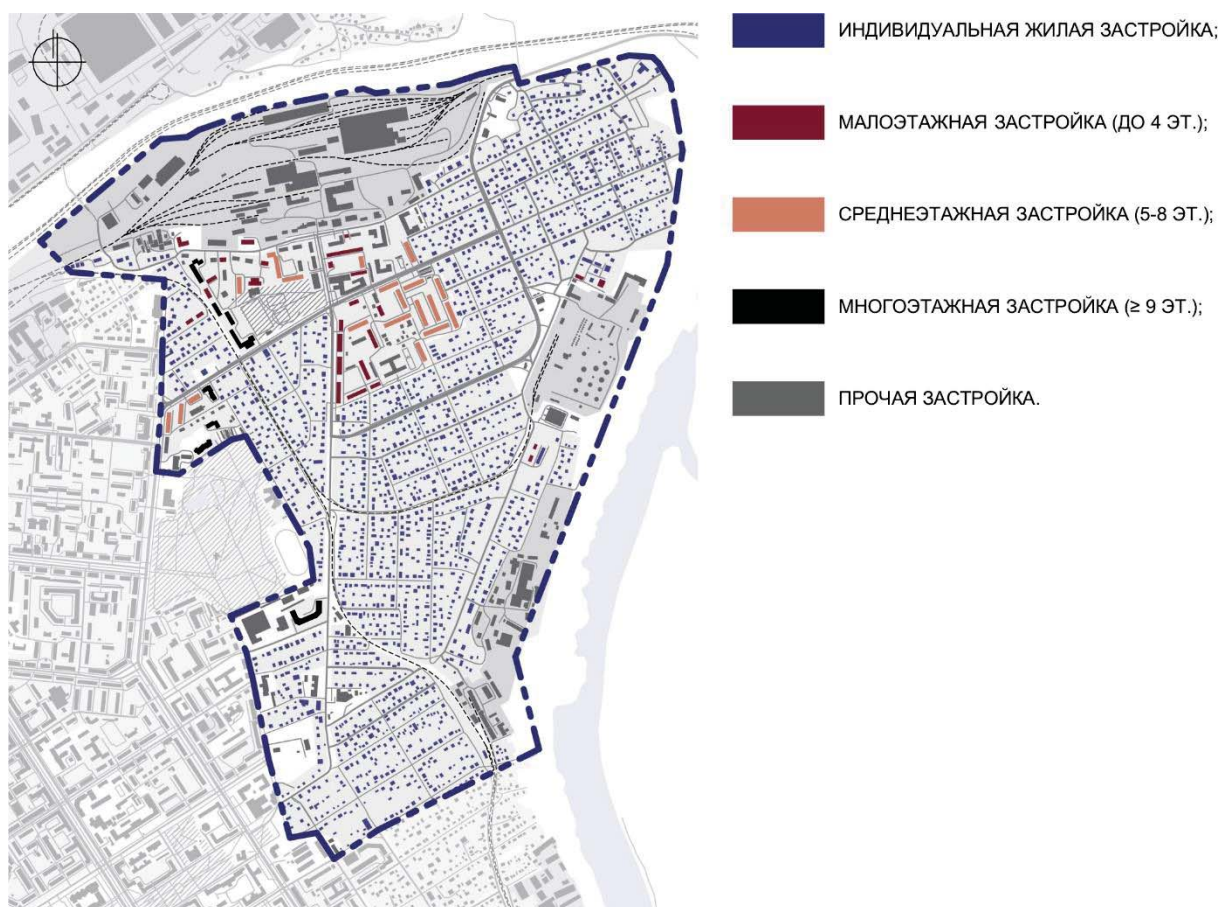 ИНДИВИДУАЛЬНАЯ ЖИЛАЯ ЗАСТРОЙКА;
МАЛОЭТАЖНАЯ ЗАСТРОЙКА (ДО 4 ЭТ.);
СРЕДНЕЭТАЖНАЯ ЗАСТРОЙКА (5-8 ЭТ.);
МНОГОЭТАЖНАЯ ЗАСТРОЙКА (≥ 9 ЭТ.);
ПРОЧАЯ ЗАСТРОЙКА.